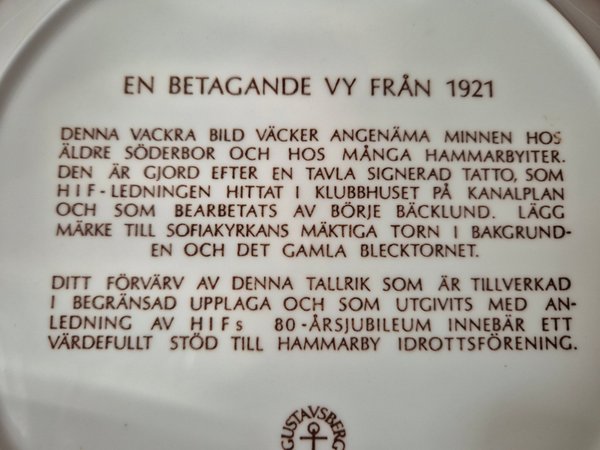 EN BETAGANDE VY FRÅN 1921
DENNA VACKRA BILD VÄCKER ANGENÄMA MINNEN HOS
ÄLDRE SÖDERBOR OCH HOS MÅNGA HAMMARBYITER.
DEN ÄR GJORD EFTER EN TAVLA SIGNERAD TATTO, SOM
HIF-LEDNINGEN HITTAT I KLUBBHUSET PÅ KANALPLAN
OCH SOM BEARBETATS AV BÖRJE BÄCKLUND. LÄGG
MÄRKE TILL SOFIAKYRKANS MÄKTIGA TORN I BAKGRUND-
EN OCH DET GAMLA BLECKTORNET.
DITT FÖRVÄRV AV DENNA TALLRIK SOM ÄR TILLVERKAD
I BEGRÄNSAD UPPLAGA OCH SOM UTGIVITS MED AN-
LEDNING AV HIFs 80-ÅRSJUBILEUM INNEBÄR ETT
VÄRDEFULLT STÖD TILL HAMMARBY IDROTTSFÖRENING.
GUSTAVSBERG